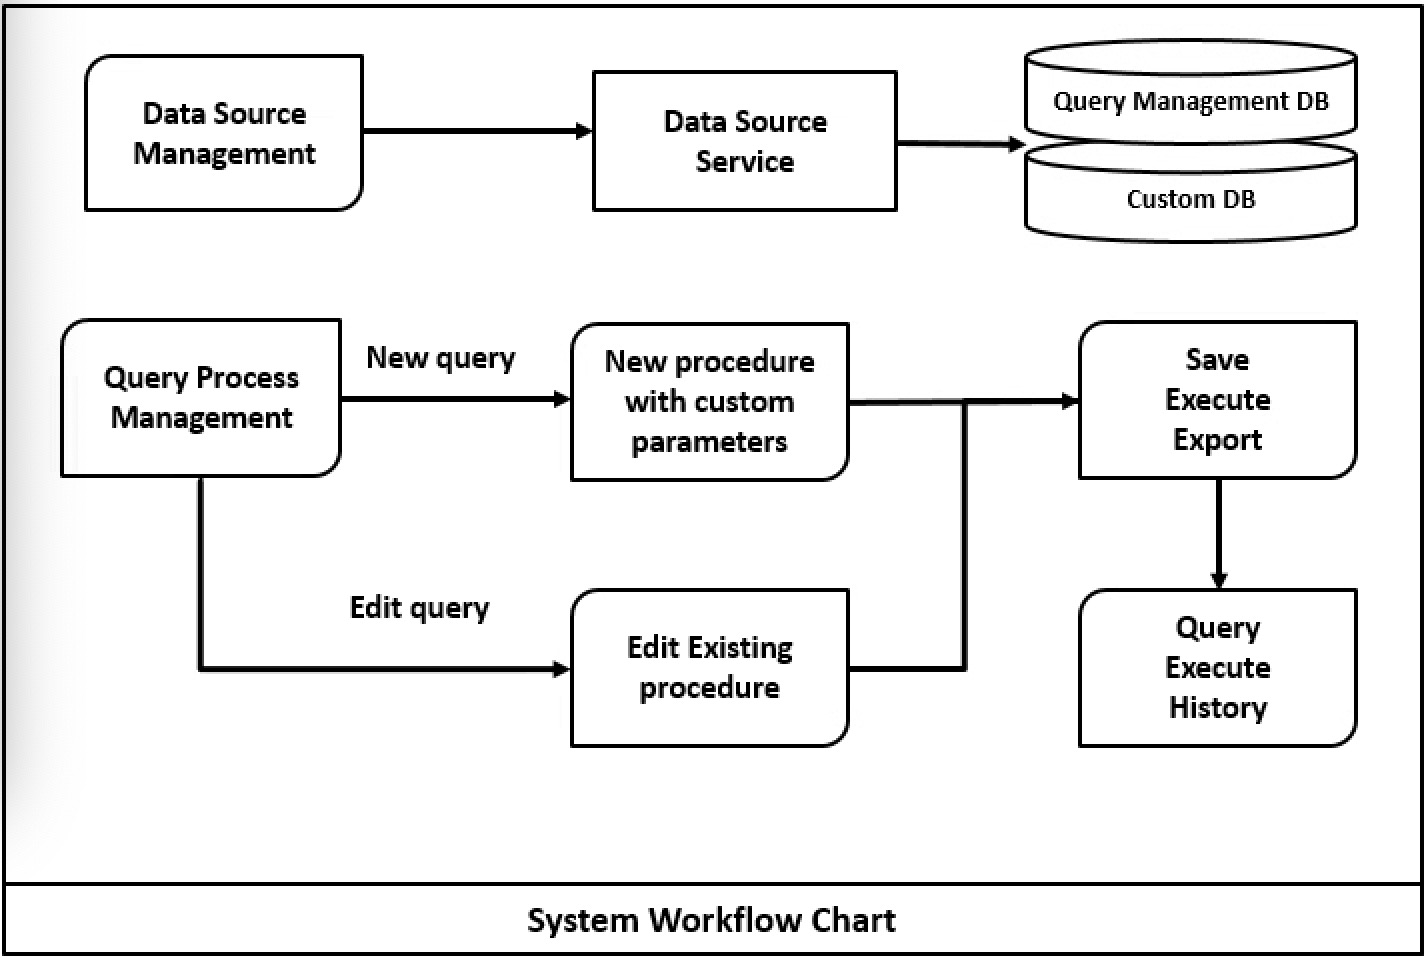 Data Source
Management
Data Source
Service
Query Management DB
Custom DB
Query Process
Management
New query
New procedure
with custom
parameters
Save
Execute
Export
Edit query
Edit Existing
procedure
Query
Execute
History
System Workflow Chart